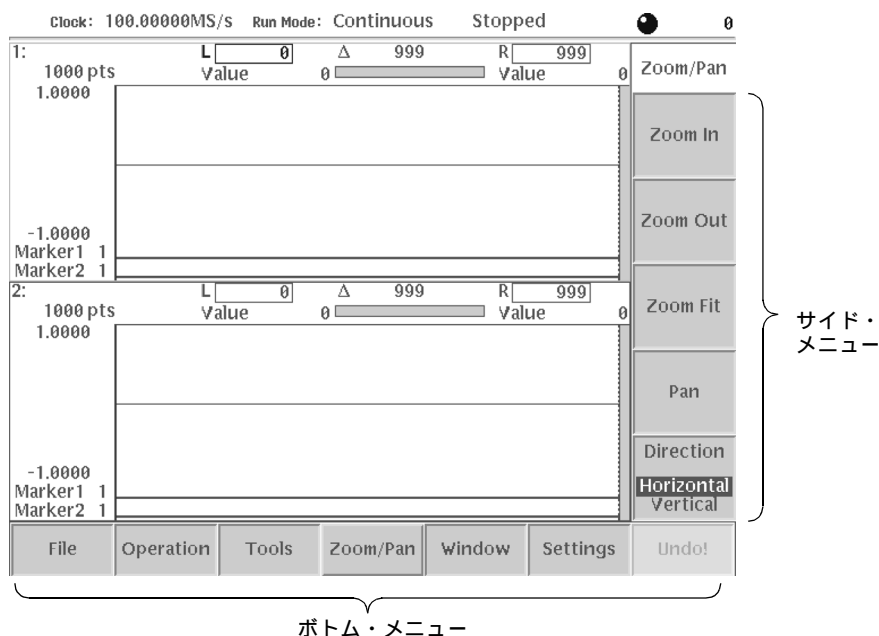 Clock: 100.00000MS/s Run Mode: Continuous Stopped 0
1: L 0 Δ 999 R 999
1000 pts Value 0 Value 0
1.0000
-1.0000
Marker1 1
Marker2 1
2: L 0 Δ 999 R 999
1000 pts Value 0 Value 0
1.0000
-1.0000
Marker1 1
Marker2 1
Zoom/Pan
Zoom In
Zoom Out
Zoom Fit
Pan
Direction
Horizontal
Vertical
サイド・
メニュー
File Operation Tools Zoom/Pan Window Settings Undo!
ボトム・メニュー